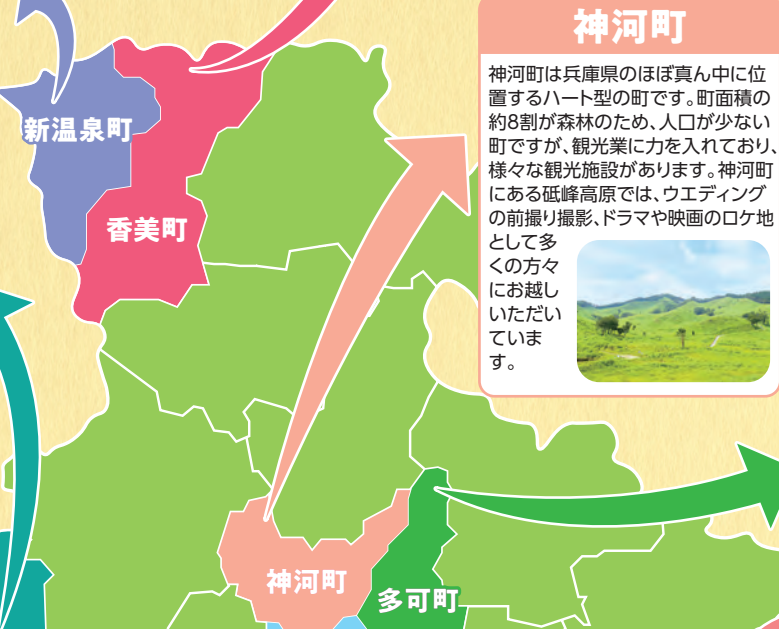 神河町
神河町は兵庫県のほぼ真ん中に位
置するハート型の町です。町面積の
約8割が森林のため、人口が少ない
町ですが、観光業に力を入れており、
様々な観光施設があります。神河町
にある砥峰高原では、ウエディング
の前撮り撮影、ドラマや映画のロケ地
として多
くの方々
にお越し
いただい
ていま
す。
新温泉町
香美町
神河町
多可町